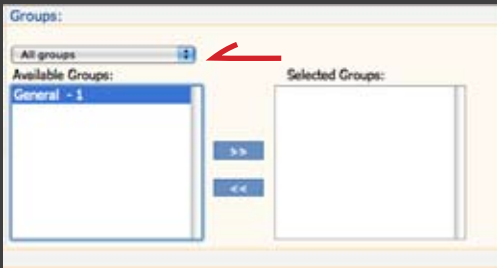 Groups:
All groups
Available Groups:
Selected Groups:
General - 1
>>
<<